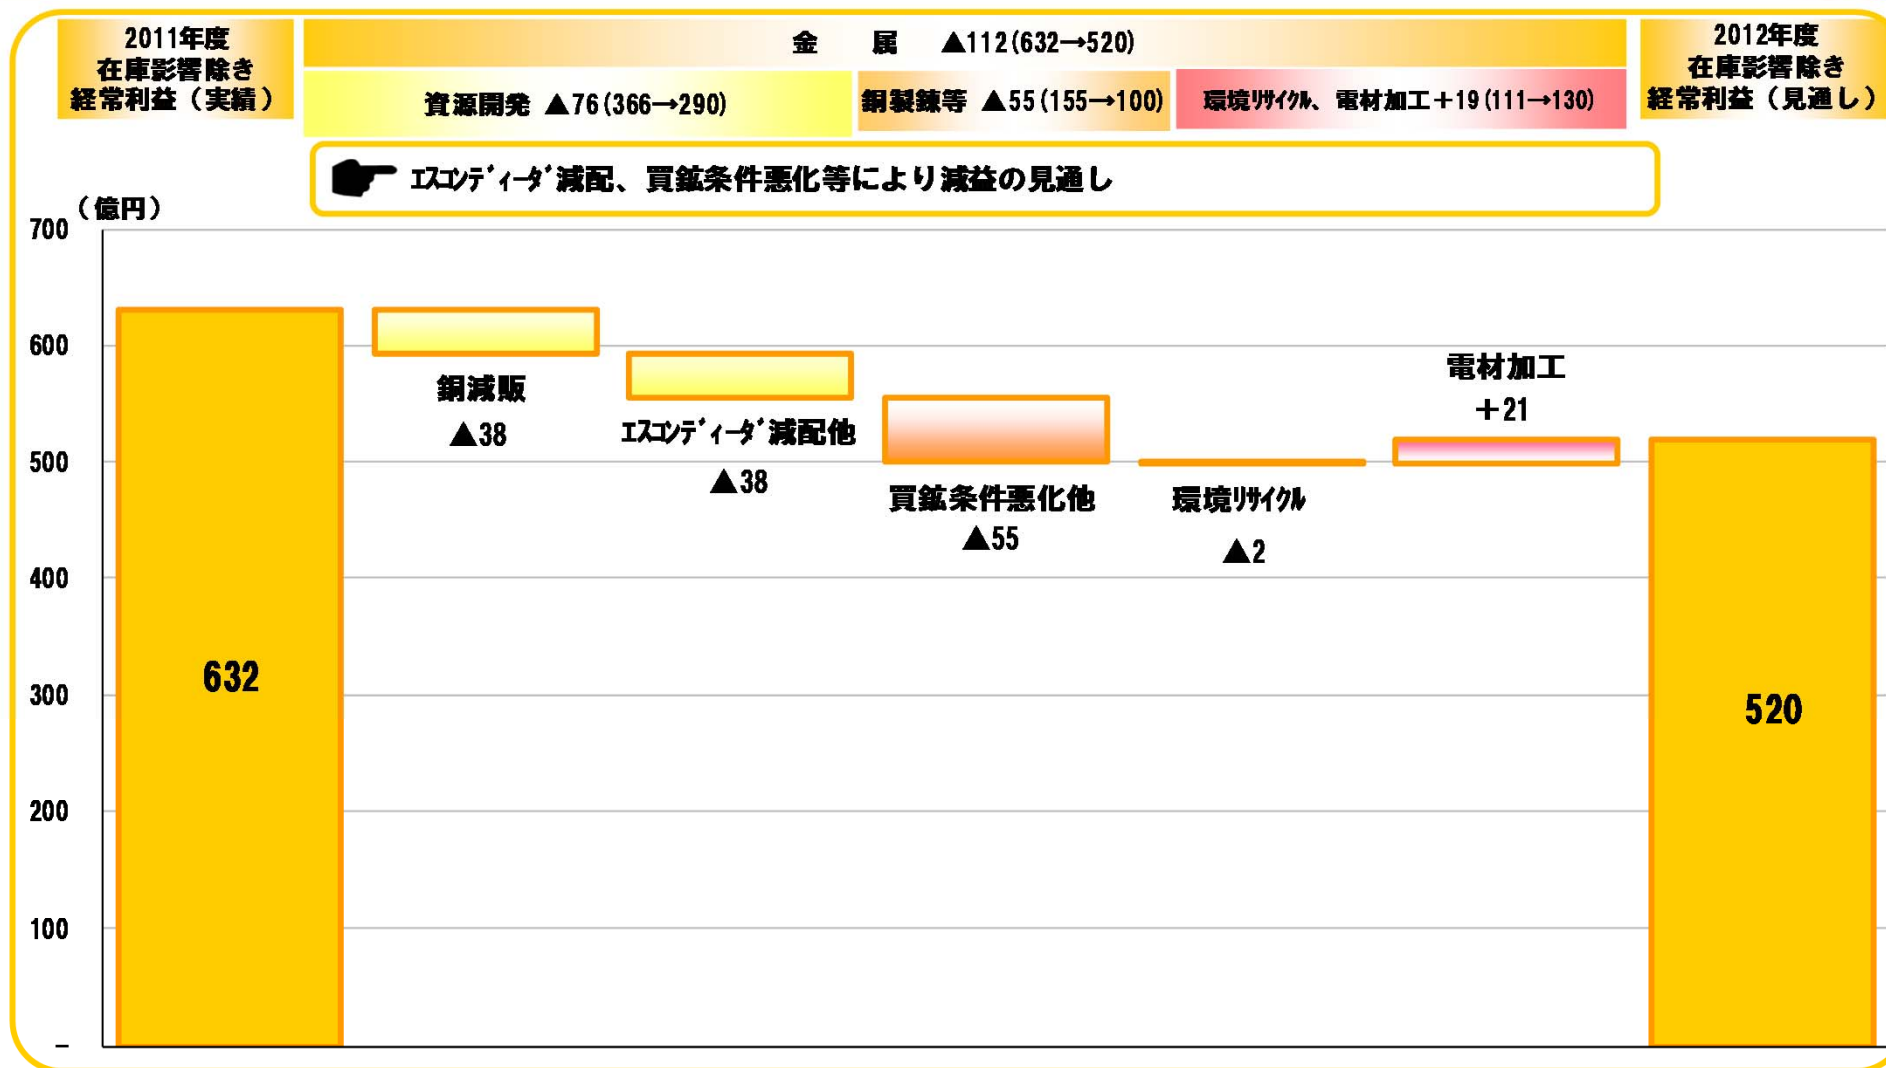 2011年度
在庫影響除き
経常利益（実績）
金　　属　▲112(632→520)
資源開発 ▲76(366→290)
銅製錬等 ▲55(155→100)
環境ﾘｻｲｸﾙ、電材加工＋19(111→130)
2012年度
在庫影響除き
経常利益（見通し）
ｴｽｺﾝﾃﾞｨｰﾀﾞ減配、買鉱条件悪化等により減益の見通し
（億円）
700
600
500
400
300
200
100
–
632
銅減販
▲38
ｴｽｺﾝﾃﾞｨｰﾀﾞ減配他
▲38
買鉱条件悪化他
▲55
環境ﾘｻｲｸﾙ
▲2
電材加工
＋21
520